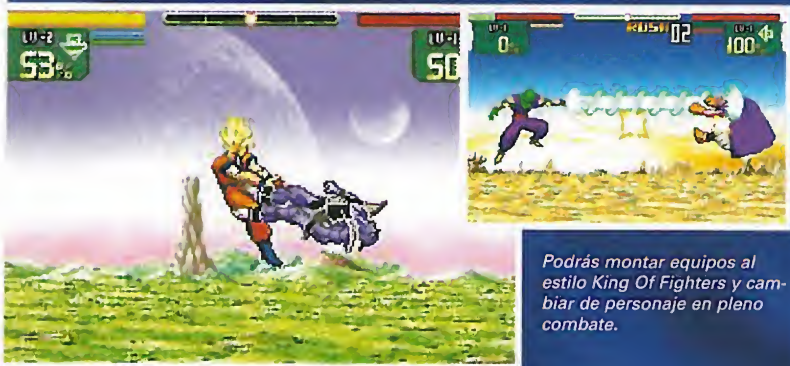 LV-2
53%
LV-1
50
LV-1
0%
RUSH 02
LV-1
100%
Podrás montar equipos al
estilo King Of Fighters y cam-
biar de personaje en pleno
combate.